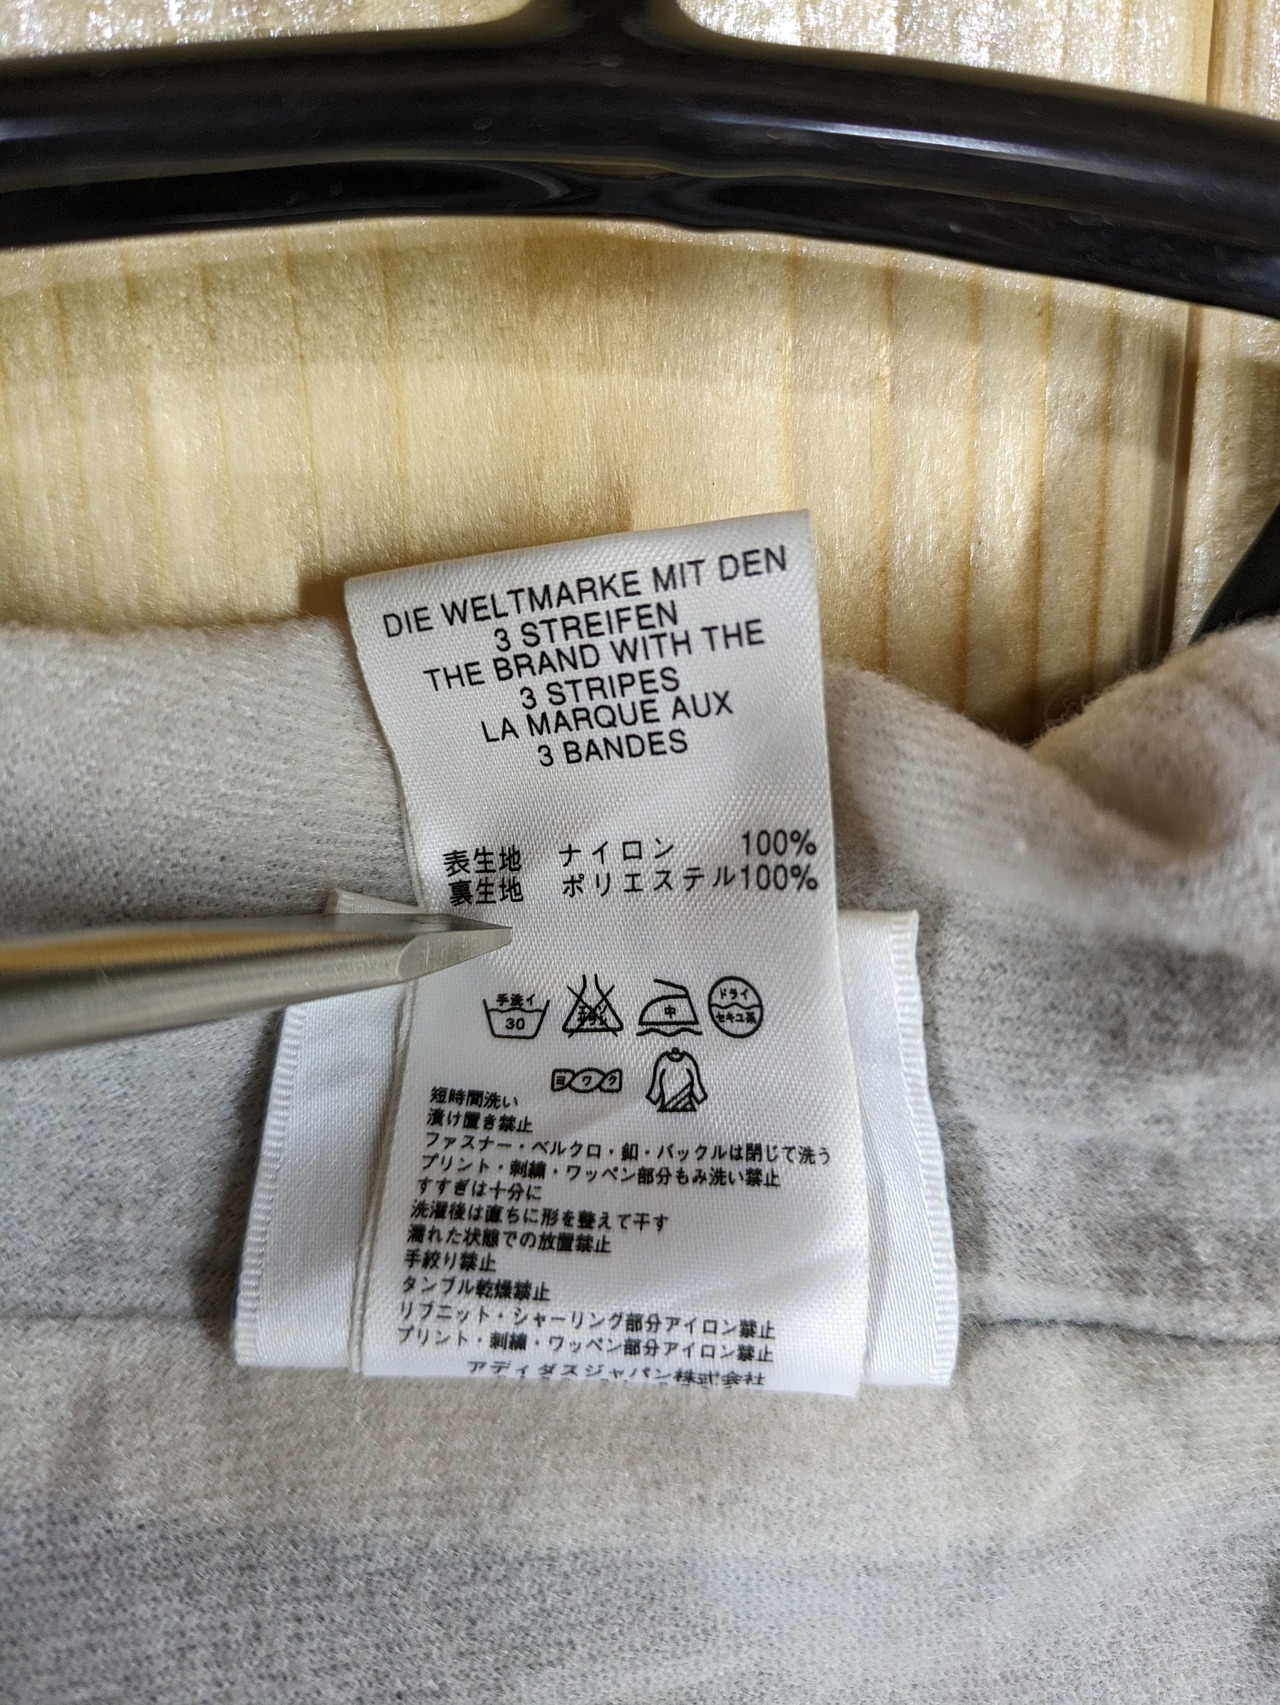 DIE WELTMARKE MIT DEN
3 STREIFEN
THE BRAND WITH THE
3 STRIPES
LA MARQUE AUX
3 BANDES
表生地 ナイロン 100%
裏生地 ポリエステル100%
手洗イ
30
中
ドライ
セキユ系
ヨワク
短時間洗い
漬け置き禁止
ファスナー・ベルクロ・釦・バックルは閉じて洗う
プリント・刺繍・ワッペン部分もみ洗い禁止
すすぎは十分に
洗濯後は直ちに形を整えて干す
濡れた状態での放置禁止
手絞り禁止
タンブル乾燥禁止
リブニット・シャーリング部分アイロン禁止
プリント・刺繍・ワッペン部分アイロン禁止
アディダスジャパン株式会社